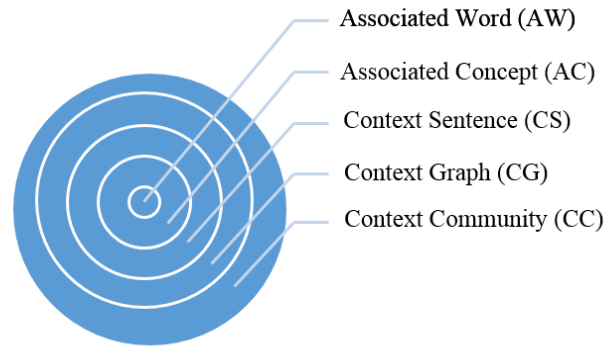 Associated Word (AW)
Associated Concept (AC)
Context Sentence (CS)
Context Graph (CG)
Context Community (CC)